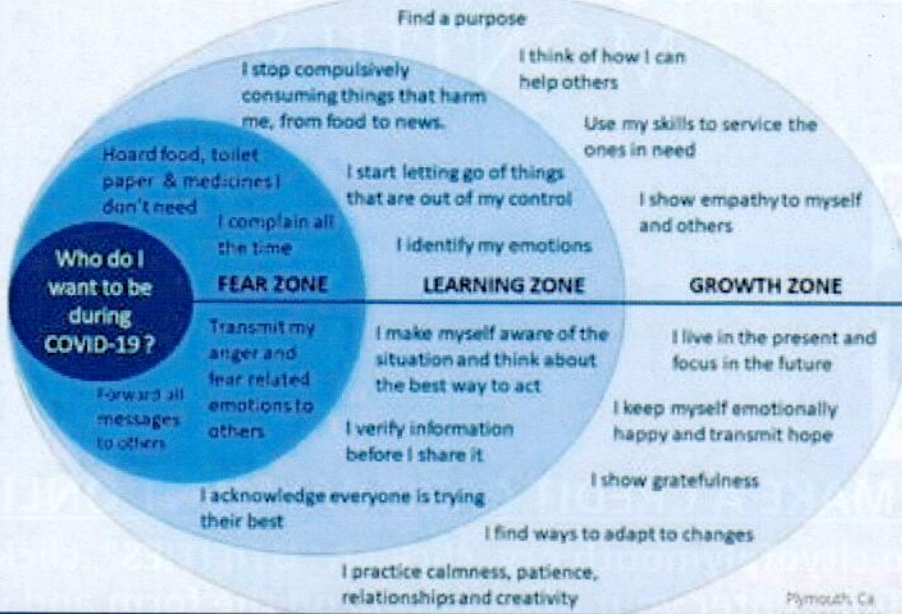 Find a purpose
I think of how I can
help others
I stop compulsively
consuming things that harm
me, from food to news.
Use my skills to service the
ones in need
Hoard food, toilet
paper & medicines I
don't need
I start letting go of things
that are out of my control
I show empathy to myself
and others
I complain all
the time
I identify my emotions
Who do I
want to be
during
COVID-19 ?
FEAR ZONE
LEARNING ZONE
GROWTH ZONE
Transmit my
anger and
fear related
emotions to
others
I make myself aware of the
situation and think about
the best way to act
I live in the present and
focus in the future
Forward all
messages
to others
I keep myself emotionally
happy and transmit hope
I verify information
before I share it
I show gratefulness
I acknowledge everyone is trying
their best
I find ways to adapt to changes
I practice calmness, patience,
relationships and creativity
Plymouth, Ca